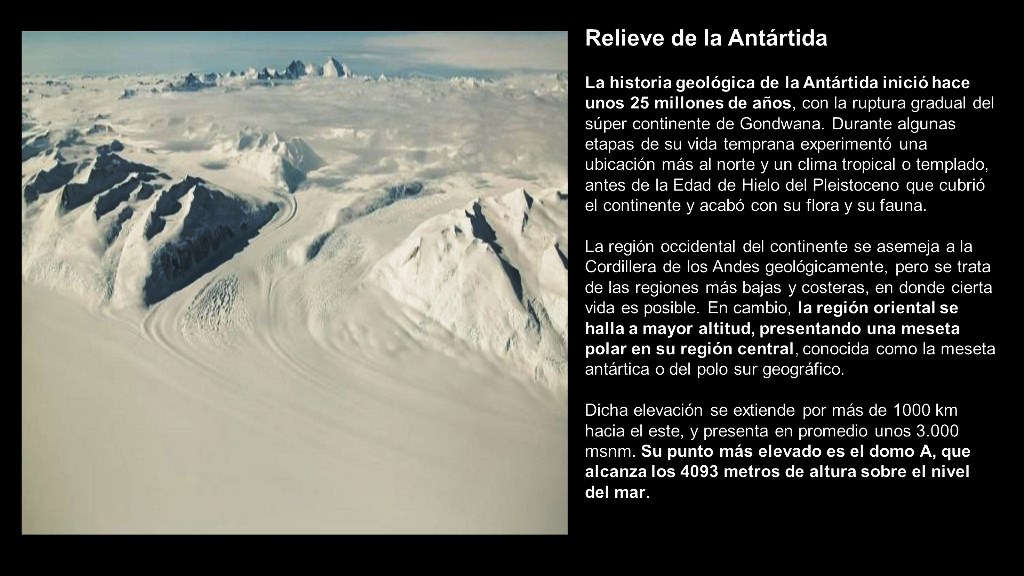 Relieve de la Antártida
La historia geológica de la Antártida inició hace
unos 25 millones de años, con la ruptura gradual del
súper continente de Gondwana. Durante algunas
etapas de su vida temprana experimentó una
ubicación más al norte y un clima tropical o templado,
antes de la Edad de Hielo del Pleistoceno que cubrió
el continente y acabó con su flora y su fauna.
La región occidental del continente se asemeja a la
Cordillera de los Andes geológicamente, pero se trata
de las regiones más bajas y costeras, en donde cierta
vida es posible. En cambio, la región oriental se
halla a mayor altitud, presentando una meseta
polar en su región central, conocida como la meseta
antártica o del polo sur geográfico.
Dicha elevación se extiende por más de 1000 km
hacia el este, y presenta en promedio unos 3.000
msnm. Su punto más elevado es el domo A, que
alcanza los 4093 metros de altura sobre el nivel
del mar.